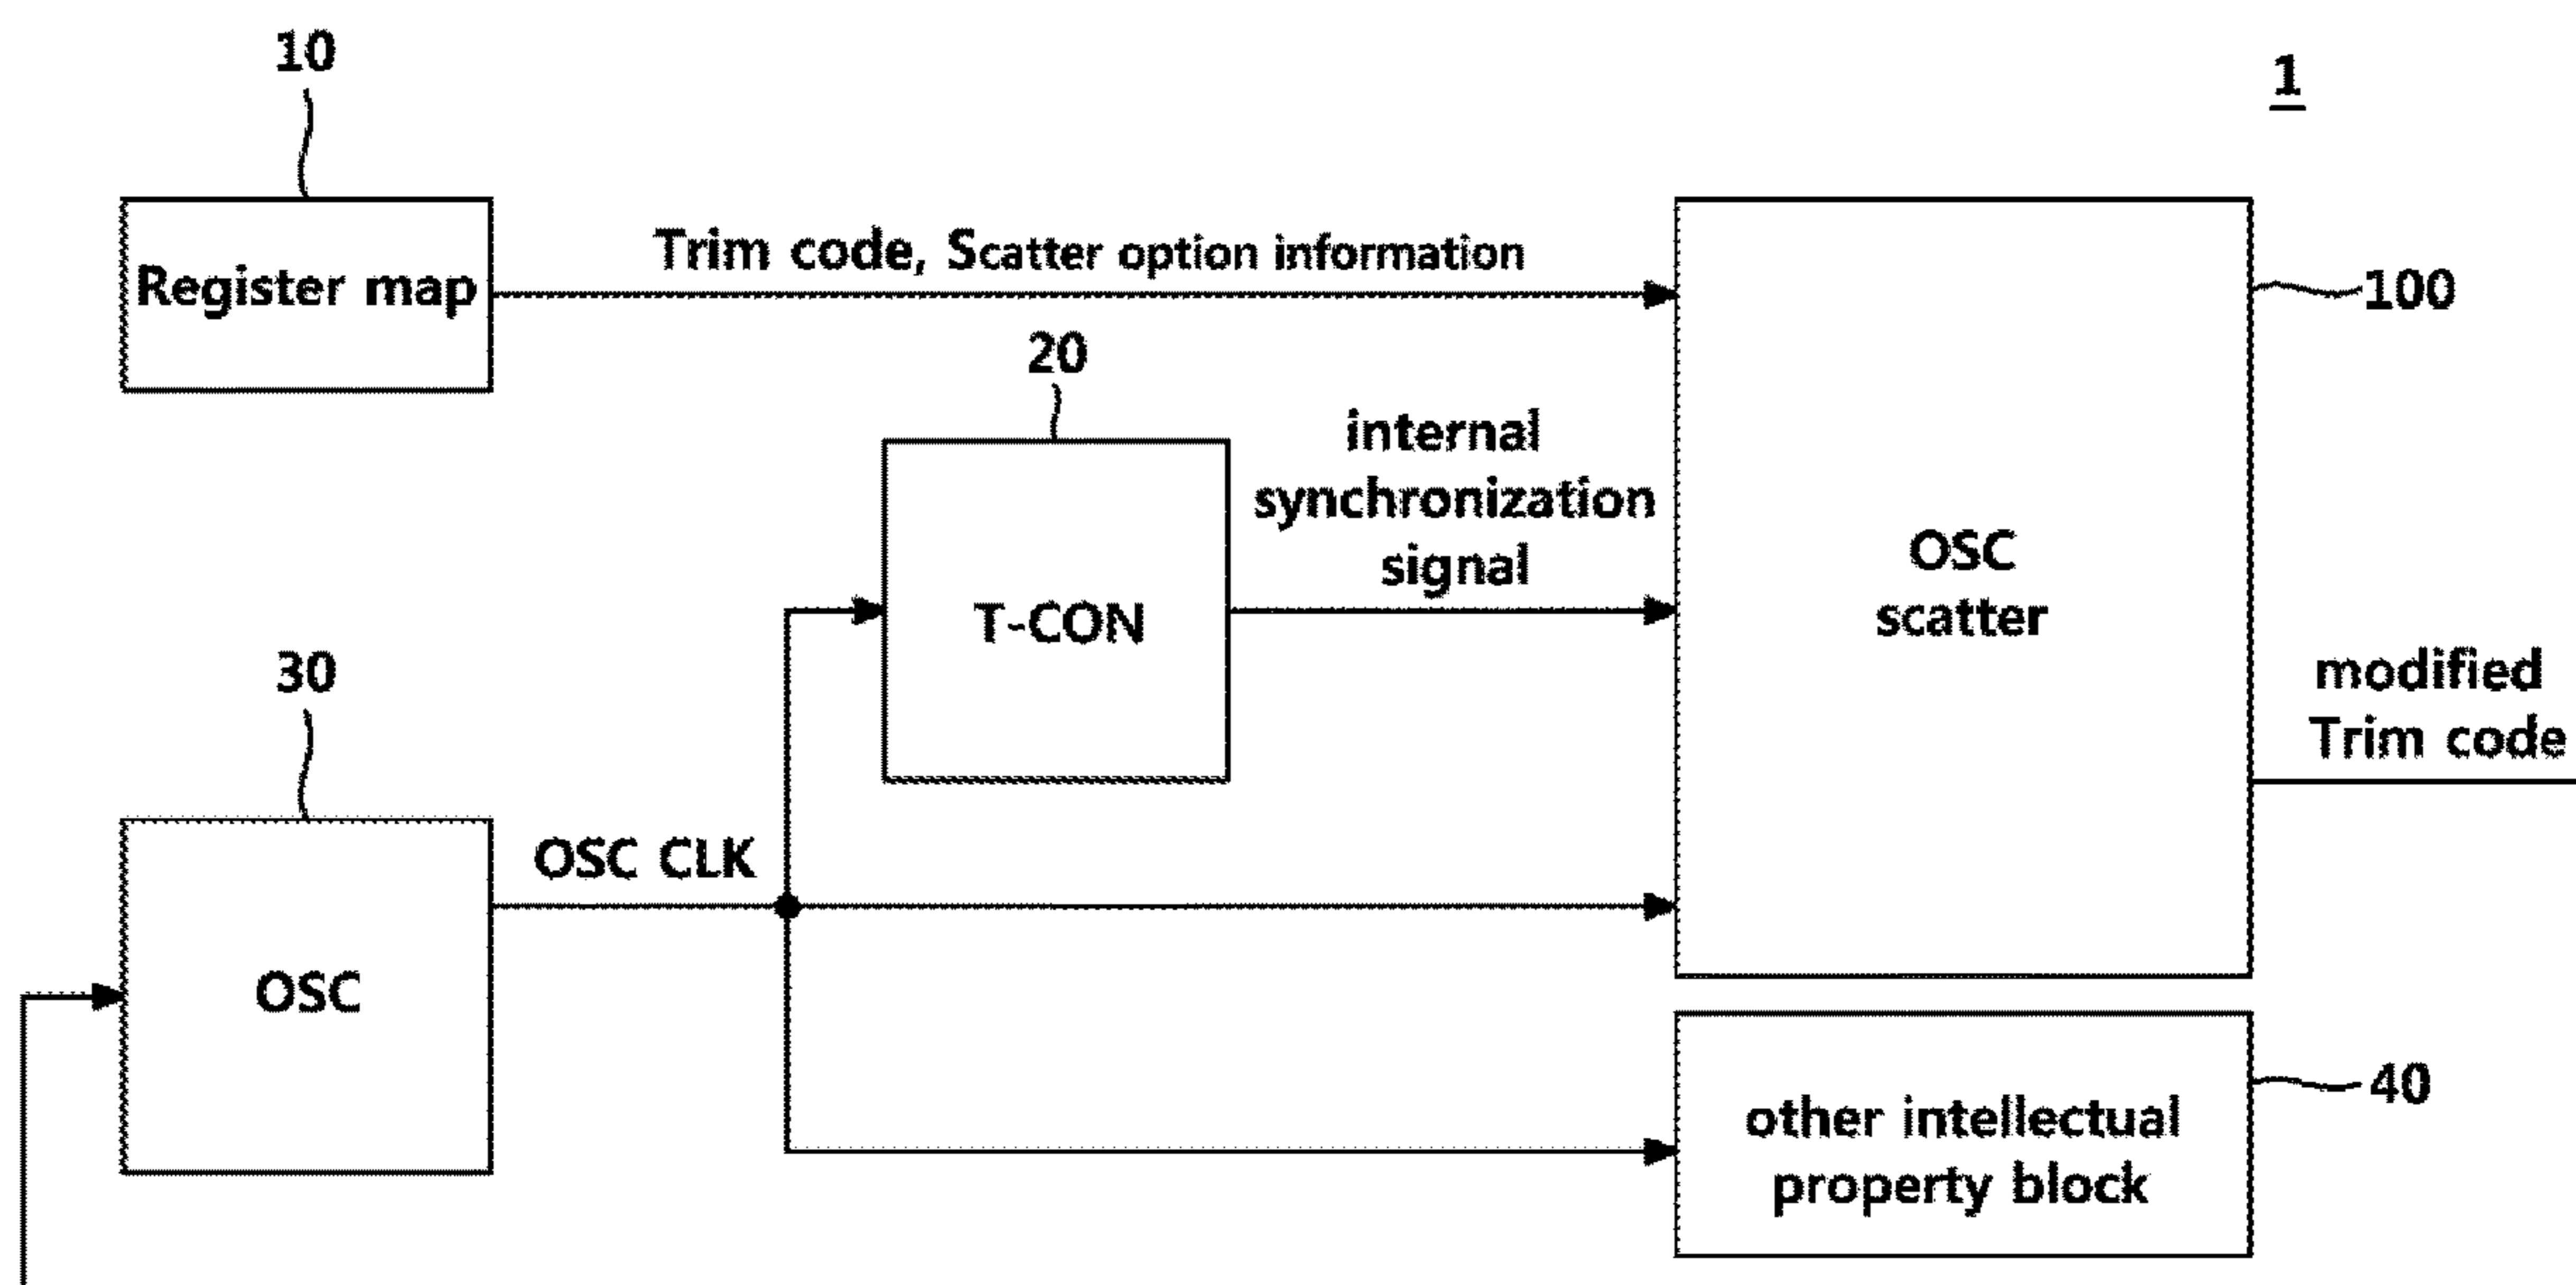 10
1
Register map
Trim code, Scatter option information
100
20
internal
synchronization
signal
T-CON
OSC
scatter
30
modified
Trim code
OSC CLK
OSC
40
other intellectual
property block